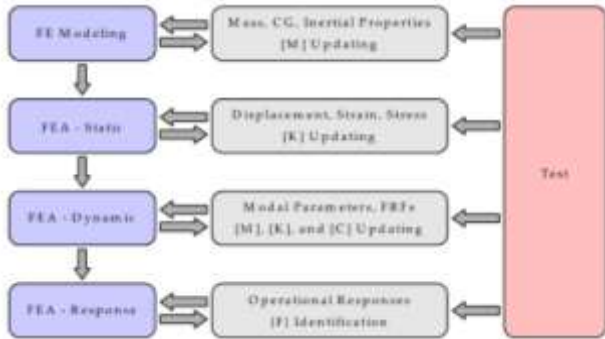 FE Modeling
Mass, CG, Inertial Properties
[M] Updating
FEA - Static
Displacement, Strain, Stress
[K] Updating
Test
FEA - Dynamic
Modal Parameters, FRFs
[M], [K], and [C] Updating
FEA - Response
Operational Responses
[F] Identification